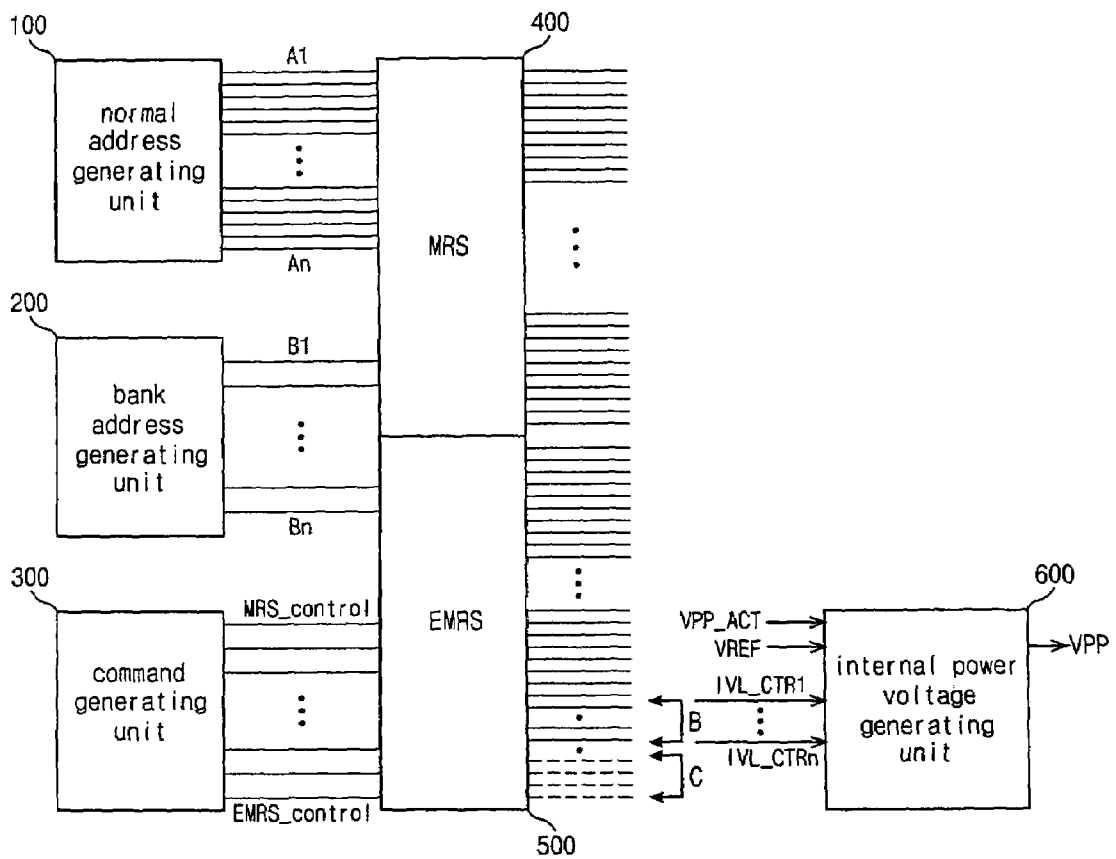 100
normal
address
generating
unit
A1
An
400
MRS
200
bank
address
generating
unit
B1
Bn
300
command
generating
unit
MRS_control
EMRS_control
EMRS
500
B
C
VPP_ACT
VREF
IVL_CTR1
IVL_CTRn
600
internal power
voltage
generating
unit
VPP